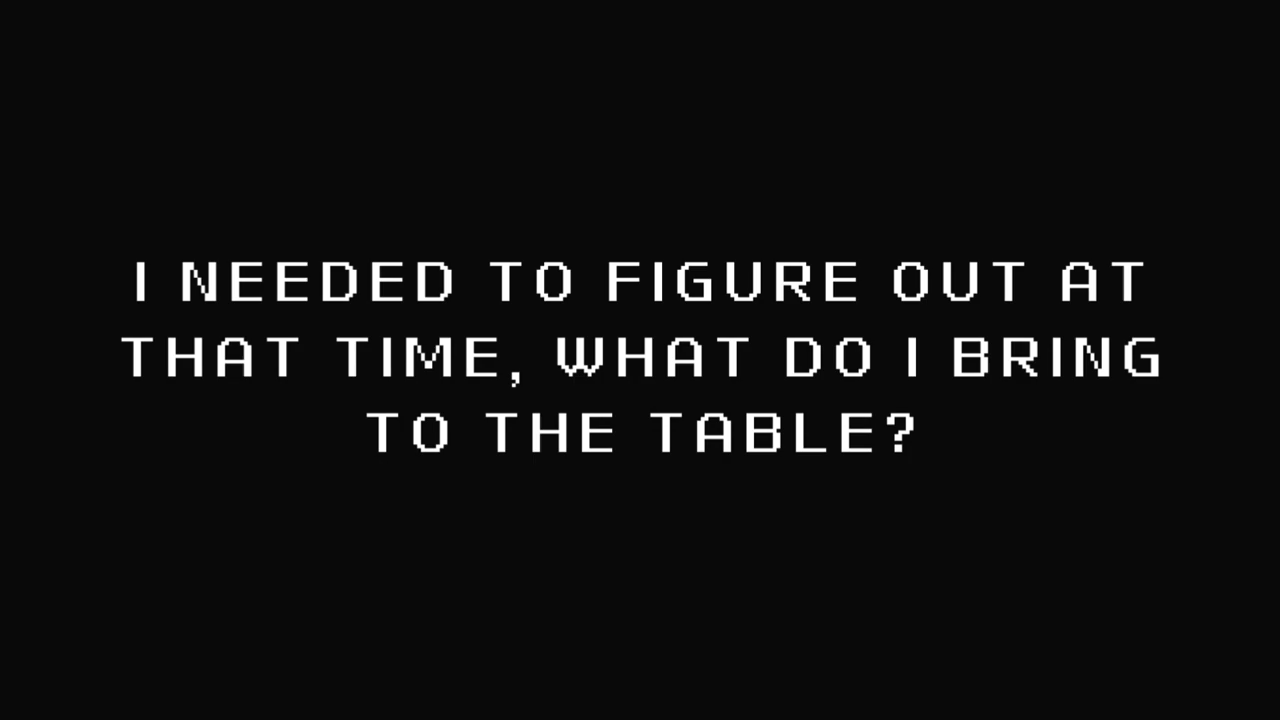 I NEEDED TO FIGURE OUT AT
THAT TIME, WHAT DO I BRING
TO THE TABLE?